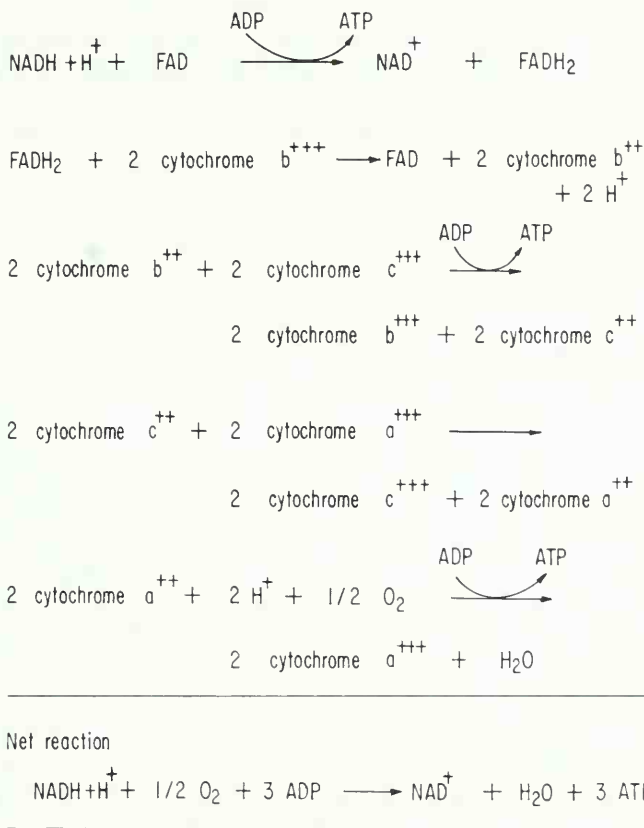 ADP ATP
NADH + H⁺ + FAD → NAD⁺ + FADH₂
FADH₂ + 2 cytochrome b⁺⁺⁺ → FAD + 2 cytochrome b⁺⁺
+ 2 H⁺
ADP ATP
2 cytochrome b⁺⁺ + 2 cytochrome c⁺⁺⁺ →
2 cytochrome b⁺⁺⁺ + 2 cytochrome c⁺⁺
2 cytochrome c⁺⁺ + 2 cytochrome a⁺⁺⁺ →
2 cytochrome c⁺⁺⁺ + 2 cytochrome a⁺⁺
ADP ATP
2 cytochrome a⁺⁺ + 2 H⁺ + 1/2 O₂ →
2 cytochrome a⁺⁺⁺ + H₂O
Net reaction
NADH + H⁺ + 1/2 O₂ + 3 ADP → NAD⁺ + H₂O + 3 AT